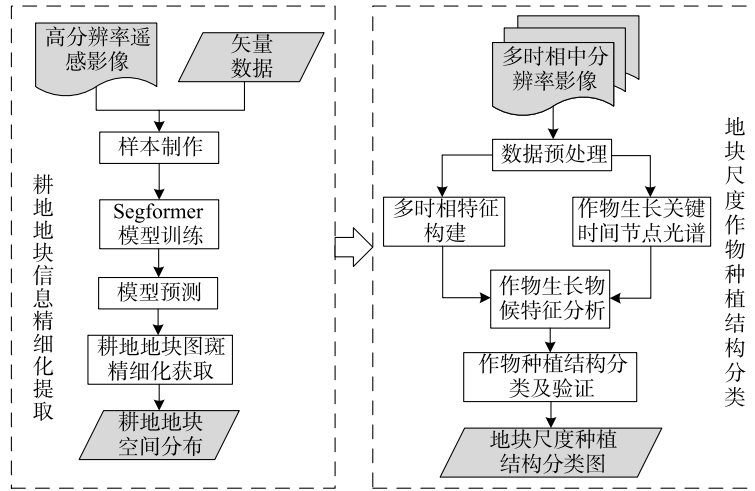 高分辨率遥
感影像
矢量
数据
样本制作
Segformer
模型训练
模型预测
耕地地块图斑
精细化获取
耕地地块
空间分布
耕地地块信息精细化提取
多时相中分
辨率影像
数据预处理
多时相特征
构建
作物生长关键
时间节点光谱
作物生长物
候特征分析
作物种植结构分
类及验证
地块尺度种植
结构分类图
地块尺度作物种植结构分类